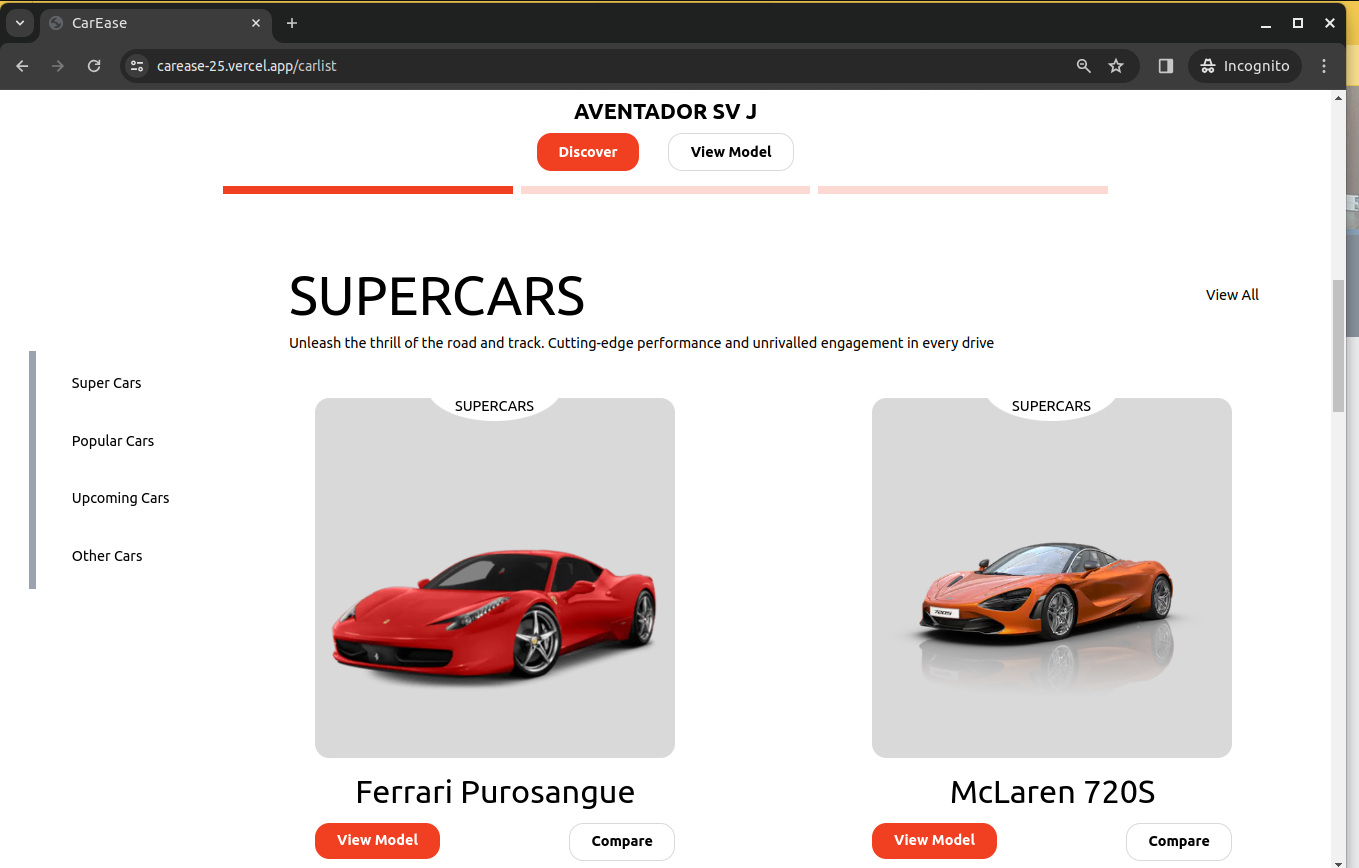 CarEase
carease-25.vercel.app/carlist
Incognito
AVENTADOR SV J
Discover
View Model
SUPERCARS
View All
Unleash the thrill of the road and track. Cutting-edge performance and unrivalled engagement in every drive
Super Cars
Popular Cars
Upcoming Cars
Other Cars
SUPERCARS
SUPERCARS
720S
Ferrari Purosangue
McLaren 720S
View Model
Compare
View Model
Compare